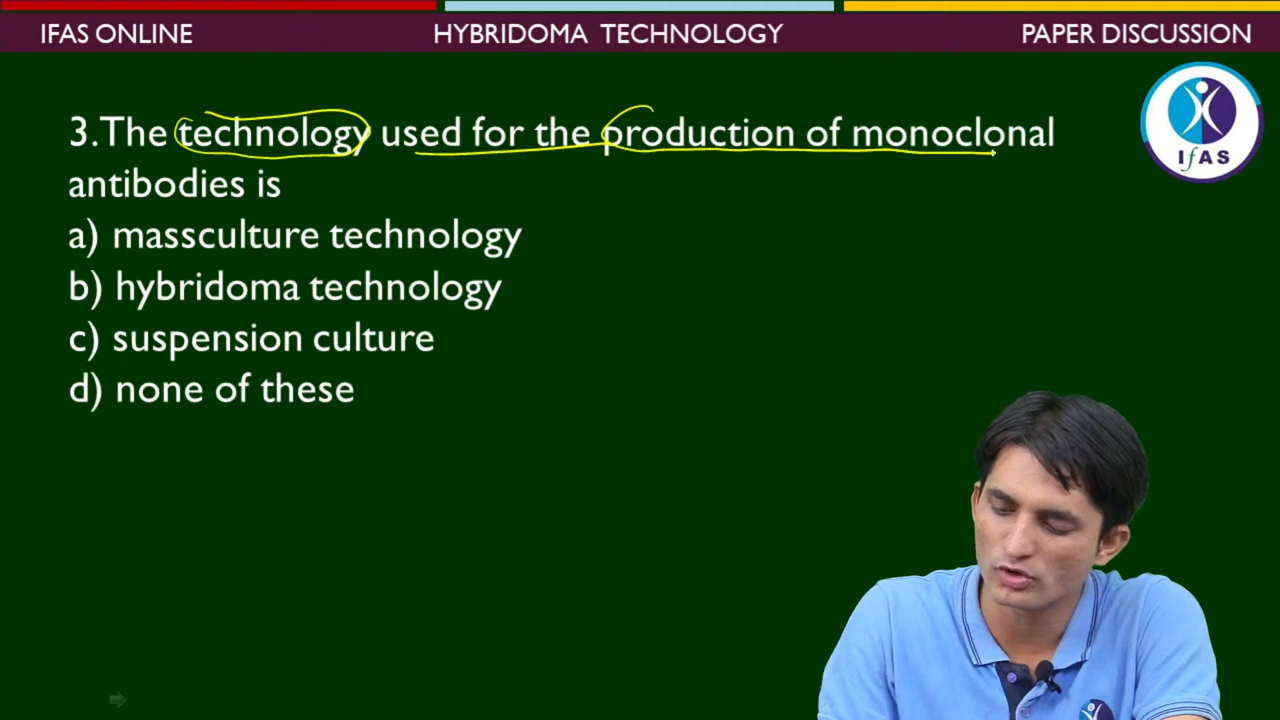 IFAS ONLINE
HYBRIDOMA TECHNOLOGY
PAPER DISCUSSION
IfAS
3.The technology used for the production of monoclonal
antibodies is
a) massculture technology
b) hybridoma technology
c) suspension culture
d) none of these